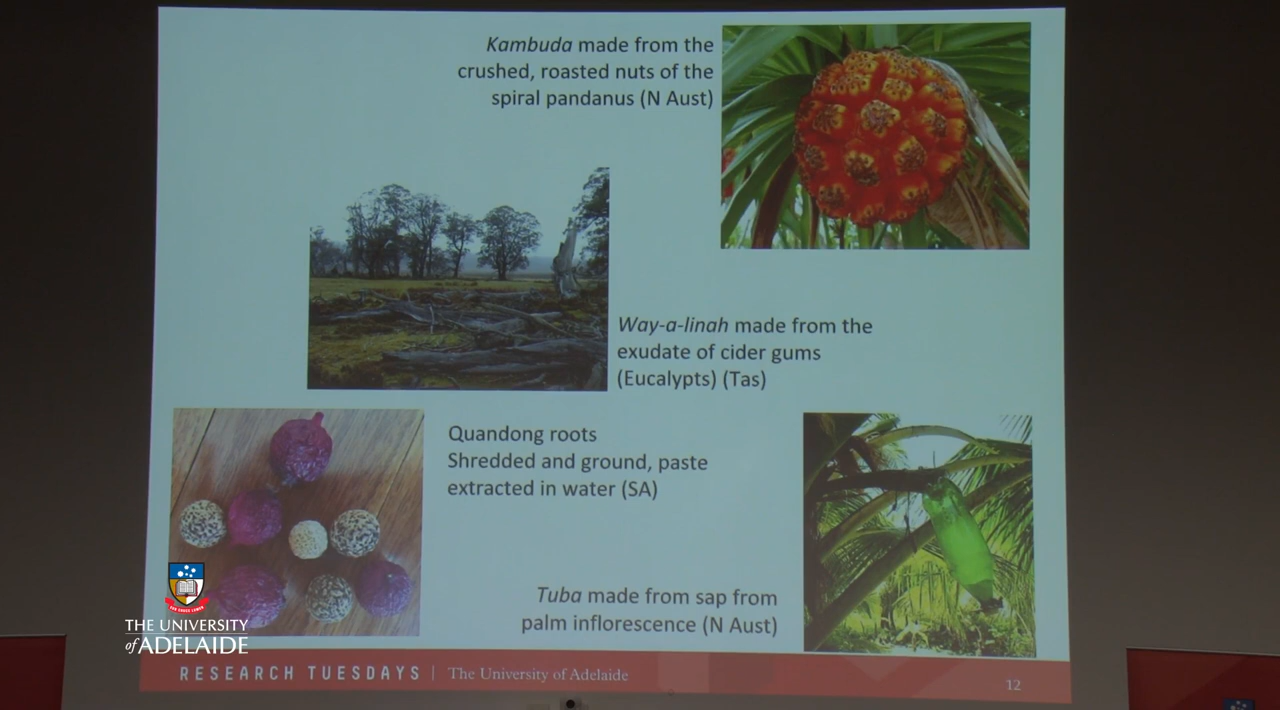 Kambuda made from the
crushed, roasted nuts of the
spiral pandanus (N Aust)
Way-a-linah made from the
exudate of cider gums
(Eucalypts) (Tas)
Quandong roots
Shredded and ground, paste
extracted in water (SA)
Tuba made from sap from
palm inflorescence (N Aust)
THE UNIVERSITY
of ADELAIDE
RESEARCH TUESDAYS | The University of Adelaide
12